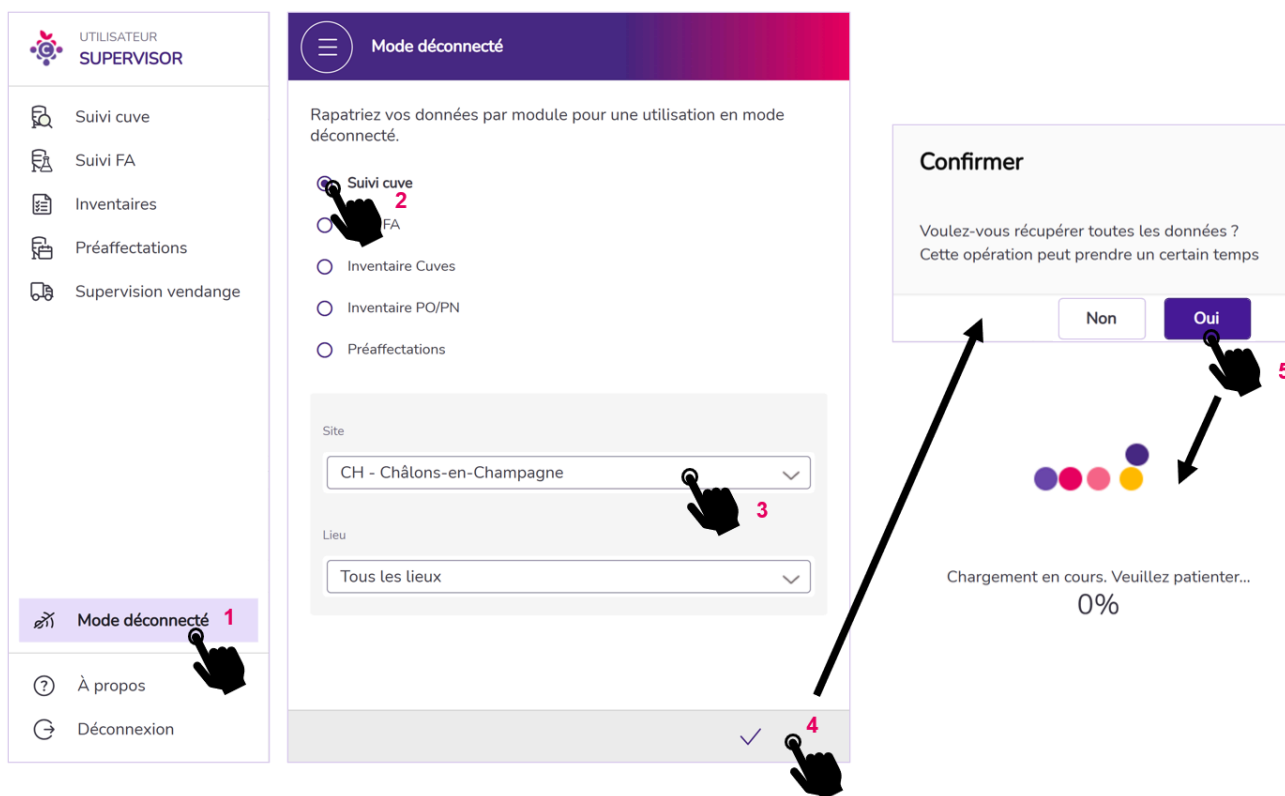 UTILISATEUR
SUPERVISOR
Suivi cuve
Suivi FA
Inventaires
Préaffectations
Supervision vendange
Mode déconnecté 1
À propos
Déconnexion
Mode déconnecté
Rapatriez vos données par module pour une utilisation en mode
déconnecté.
Suivi cuve
2
FA
Inventaire Cuves
Inventaire PO/PN
Préaffectations
Site
CH - Châlons-en-Champagne
3
Lieu
Tous les lieux
4
Confirmer
Voulez-vous récupérer toutes les données ?
Cette opération peut prendre un certain temps
Non
Oui
5
Chargement en cours. Veuillez patienter...
0%